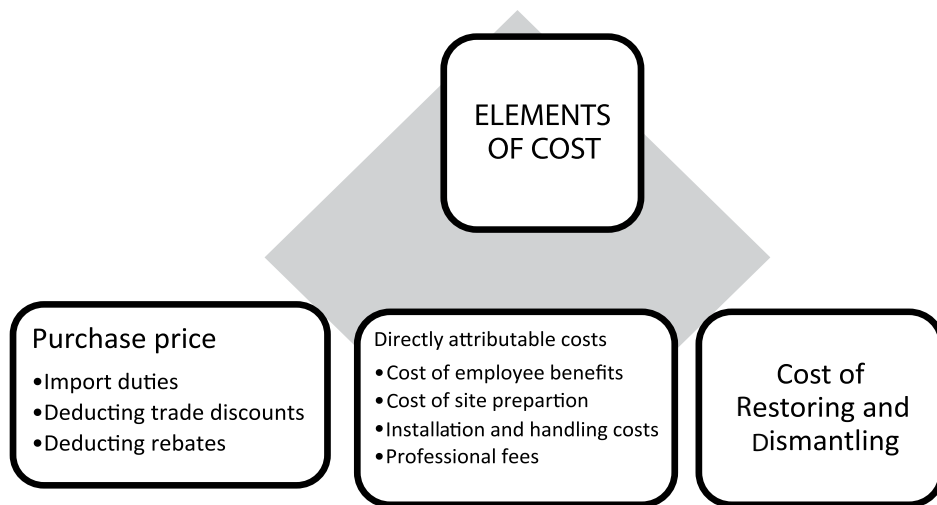 ELEMENTS
OF COST
Purchase price
•Import duties
•Deducting trade discounts
•Deducting rebates
Directly attributable costs
•Cost of employee benefits
•Cost of site prepartion
•Installation and handling costs
•Professional fees
Cost of
Restoring and
Dismantling